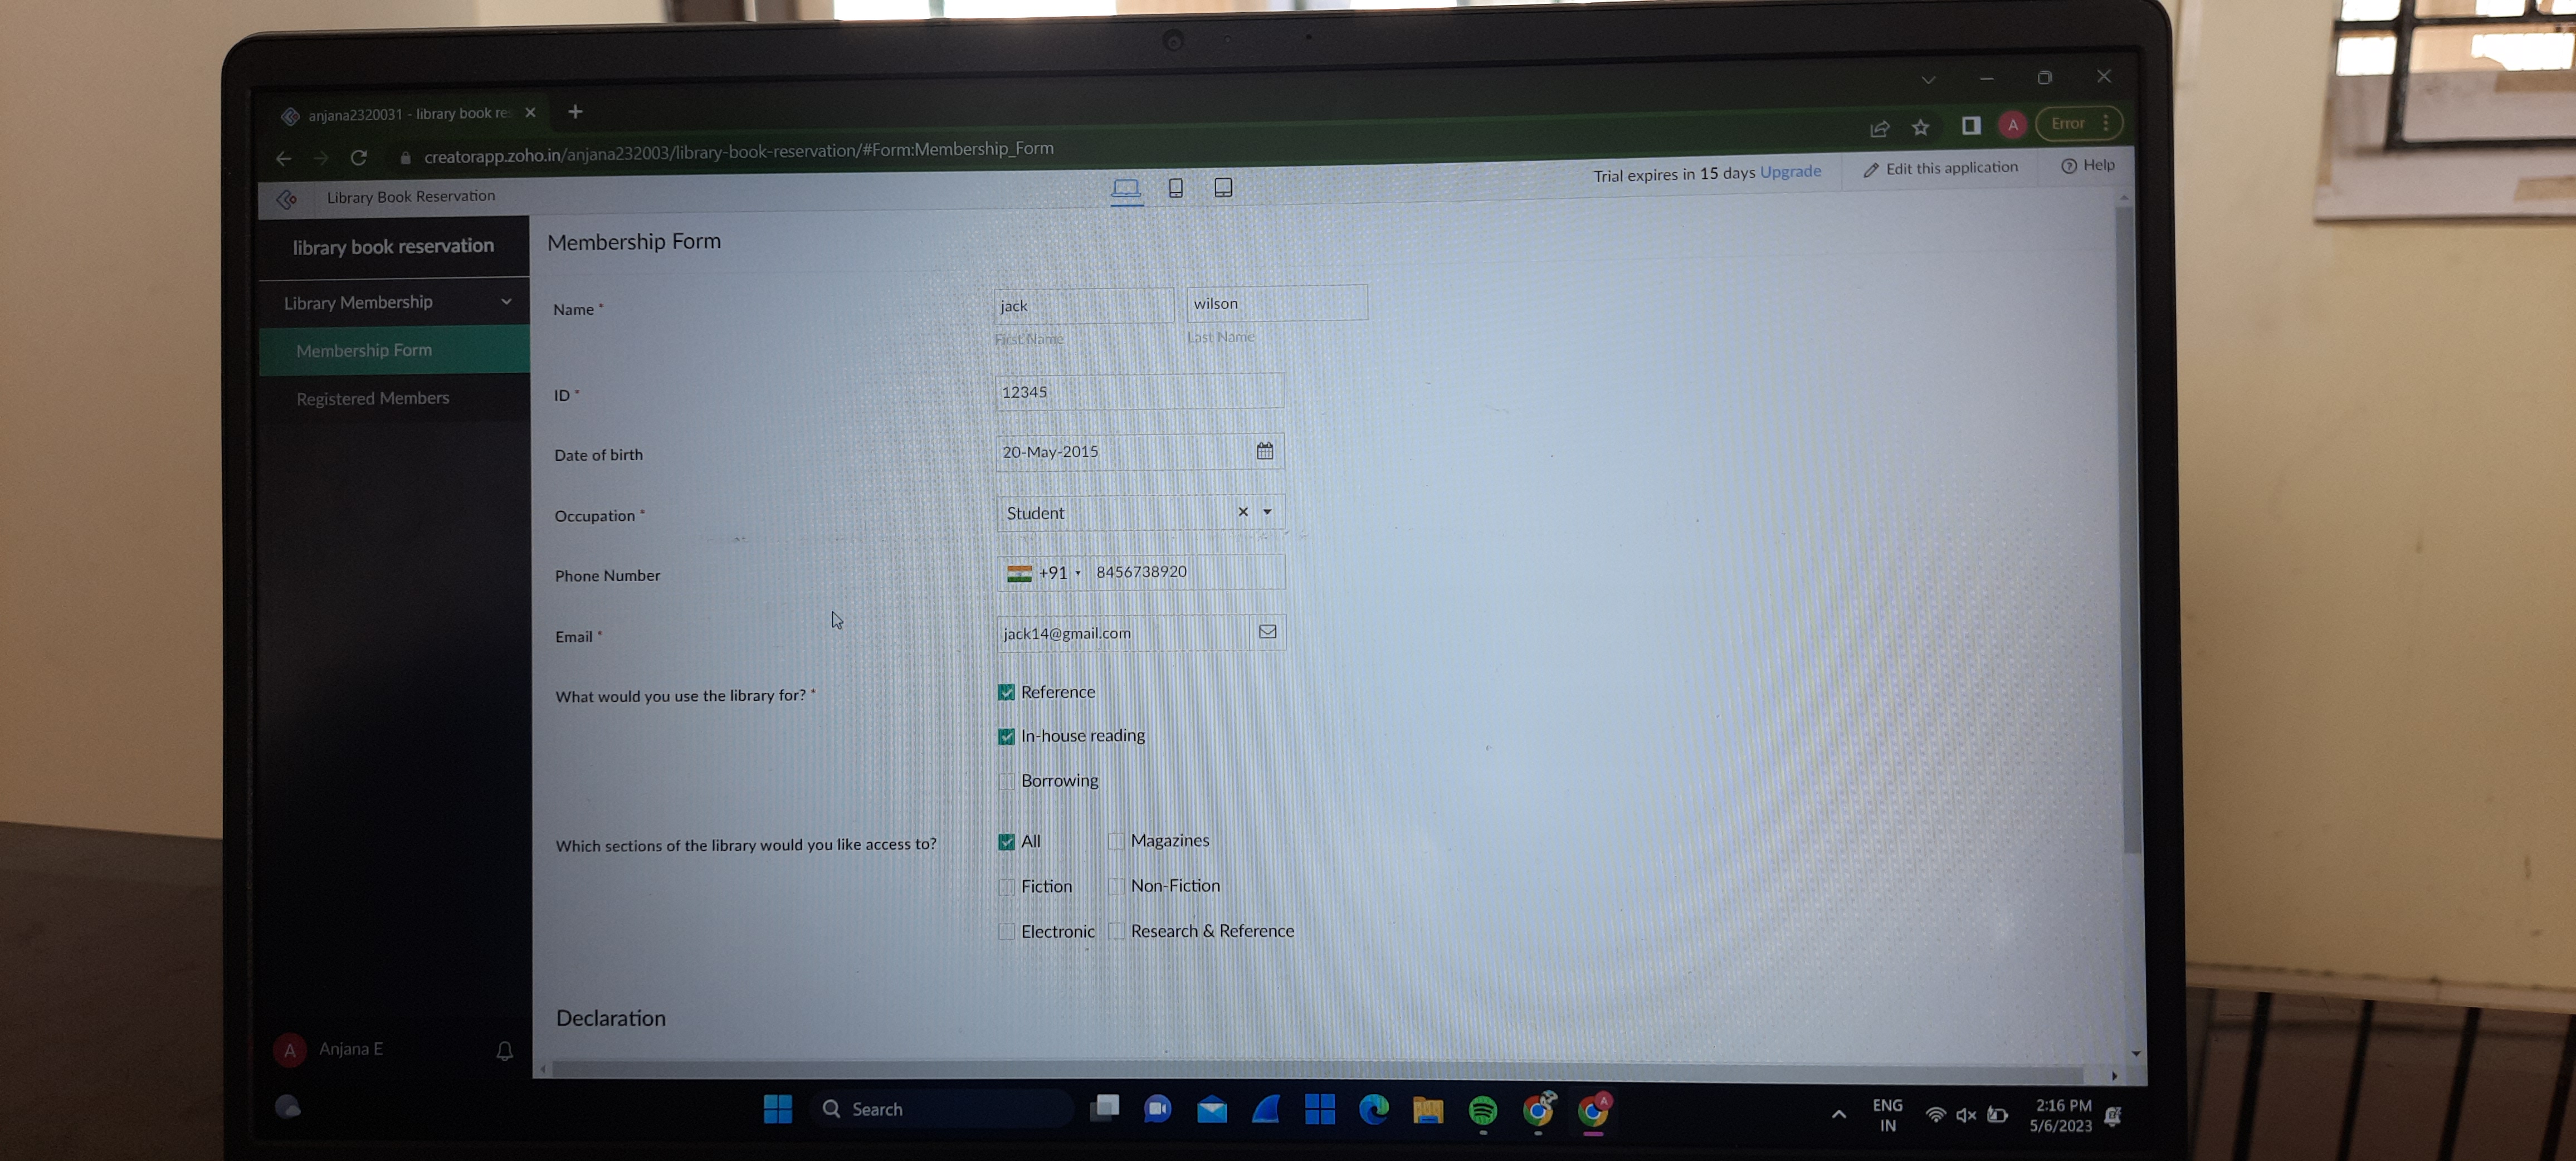 anjana2320031 - library book res
creatorapp.zoho.in/anjana232003/library-book-reservation/#Form:Membership_Form
A
Error
Library Book Reservation
Trial expires in 15 days Upgrade
Edit this application
Help
library book reservation
Library Membership
Membership Form
Registered Members
Membership Form
Name *
jack
wilson
First Name
Last Name
ID *
12345
Date of birth
20-May-2015
Occupation *
Student
Phone Number
+91
8456738920
Email *
jack14@gmail.com
What would you use the library for? *
Reference
In-house reading
Borrowing
Which sections of the library would you like access to?
All
Magazines
Fiction
Non-Fiction
Electronic
Research & Reference
Declaration
A
Anjana E
Search
A
ENG
IN
2:16 PM
5/6/2023